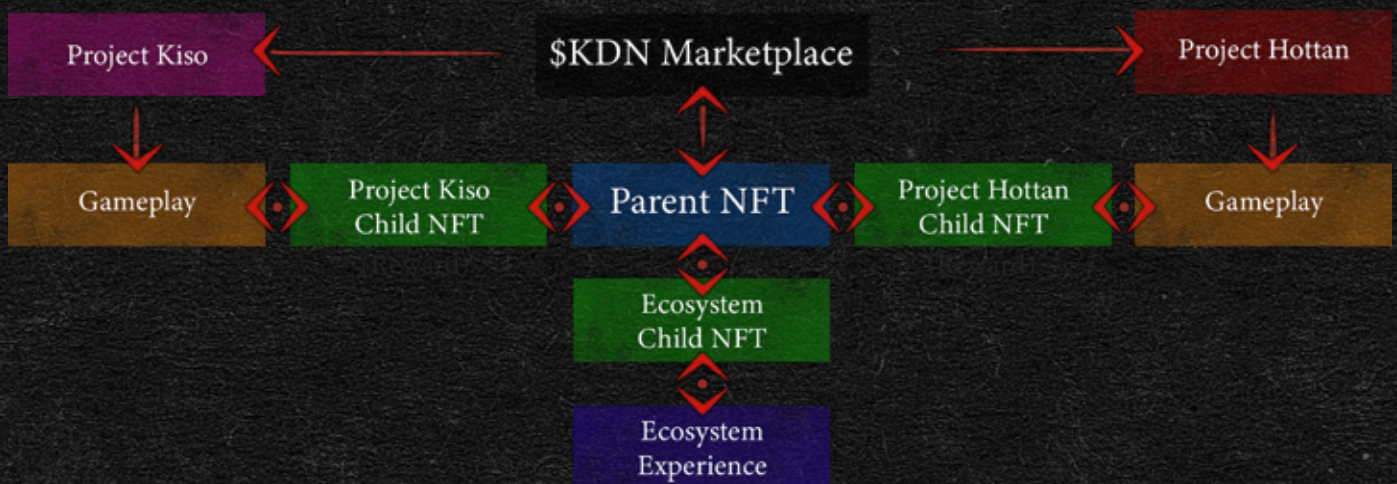 Project Kiso
$KDN Marketplace
Project Hottan
Gameplay
Project Kiso
Child NFT
Parent NFT
Project Hottan
Child NFT
Gameplay
Ecosystem
Child NFT
Ecosystem
Experience